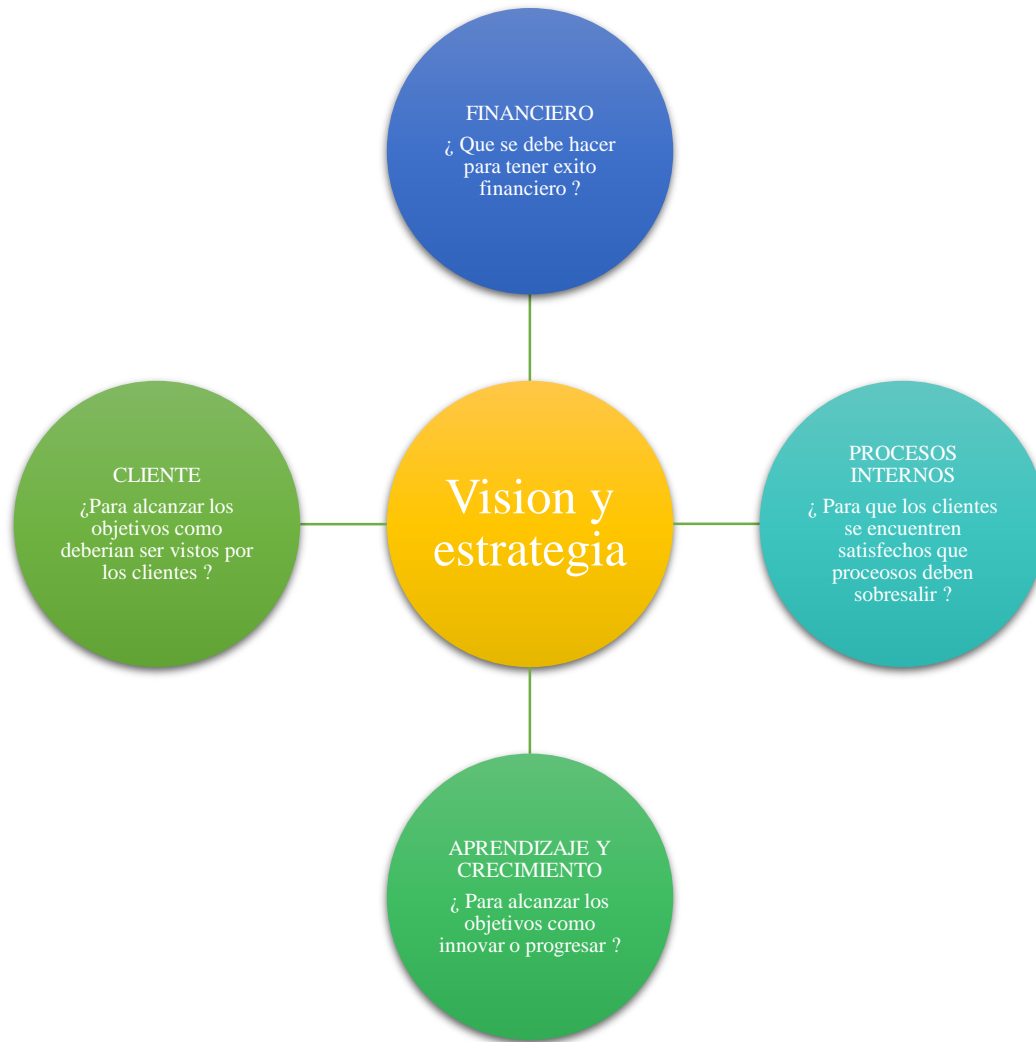 FINANCIERO
¿ Que se debe hacer
para tener exito
financiero ?
CLIENTE
¿Para alcanzar los
objetivos como
deberian ser vistos por
los clientes ?
Vision y
estrategia
PROCESOS
INTERNOS
¿ Para que los clientes
se encuentren
satisfechos que
proceosos deben
sobresalir ?
APRENDIZAJE Y
CRECIMIENTO
¿ Para alcanzar los
objetivos como
innovar o progresar ?